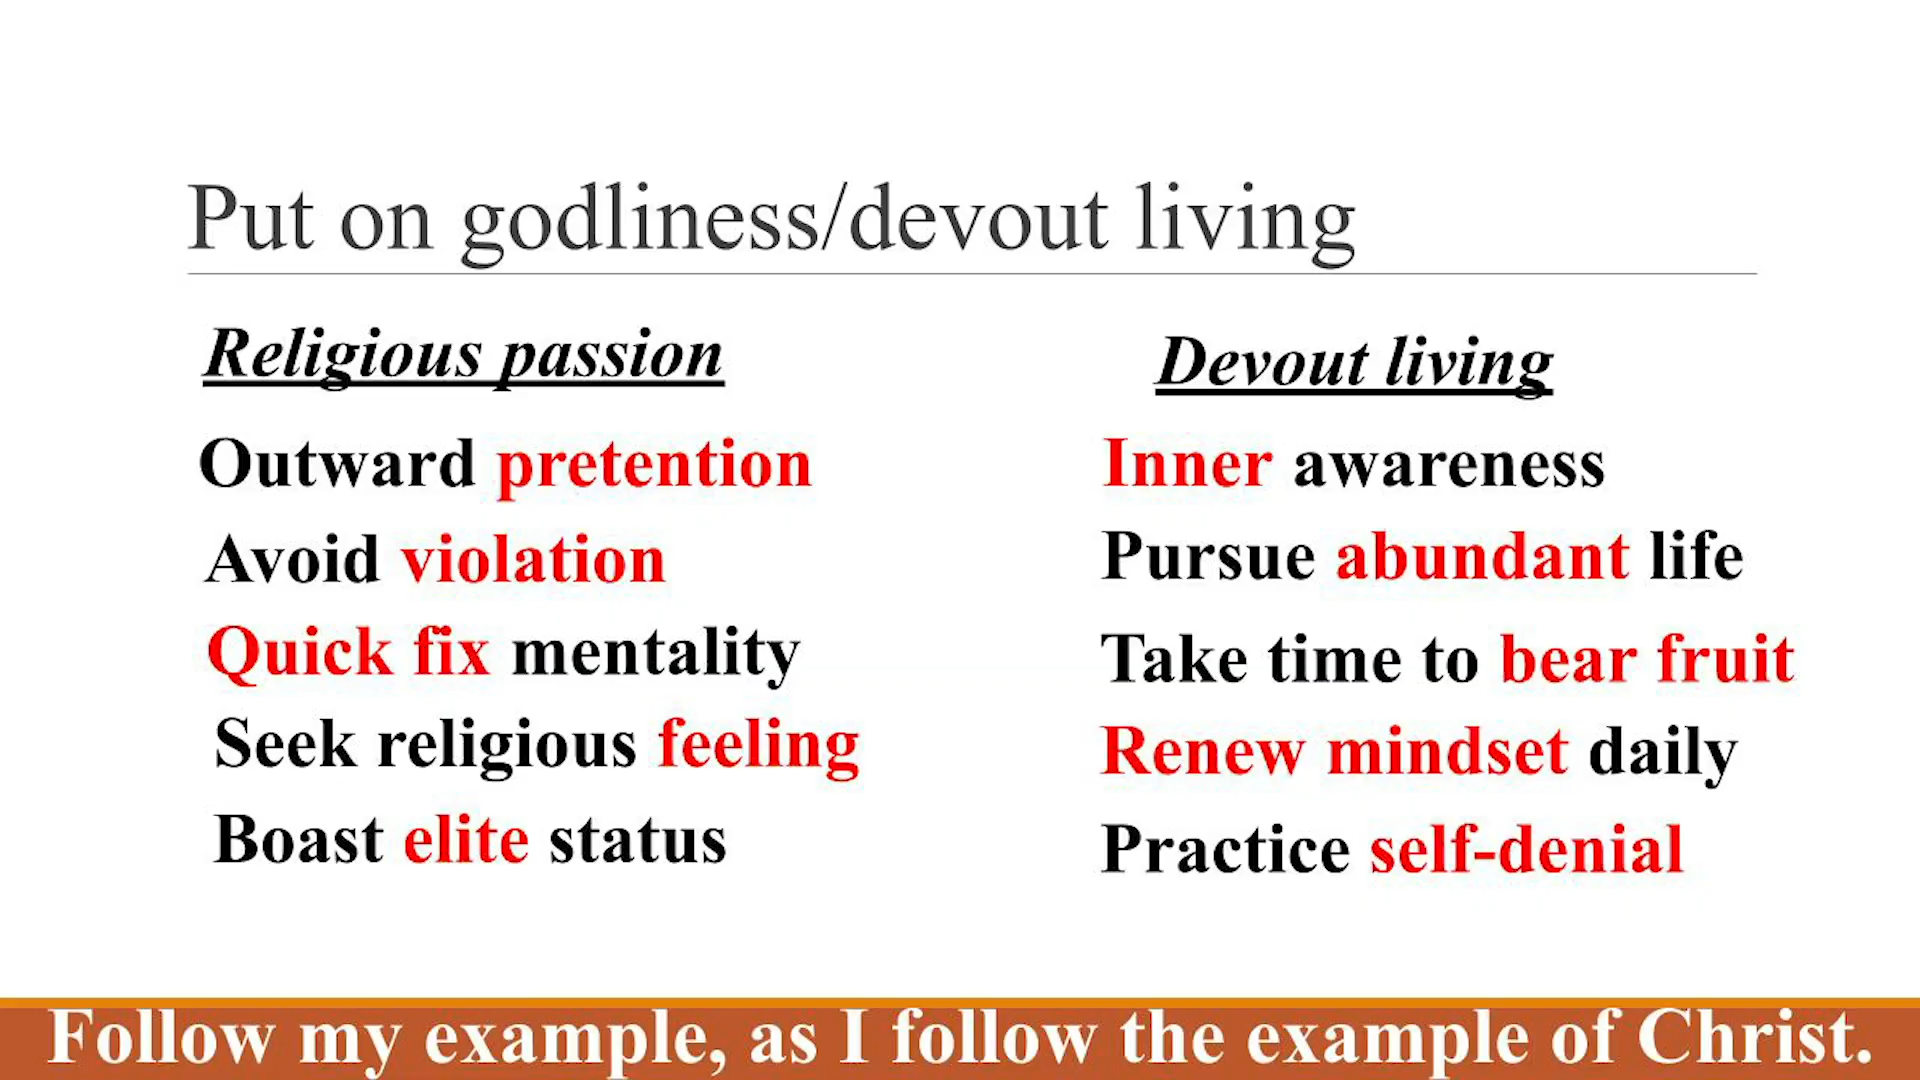 Put on godliness/devout living
Religious passion
Outward pretention
Avoid violation
Quick fix mentality
Seek religious feeling
Boast elite status
Devout living
Inner awareness
Pursue abundant life
Take time to bear fruit
Renew mindset daily
Practice self-denial
Follow my example, as I follow the example of Christ.